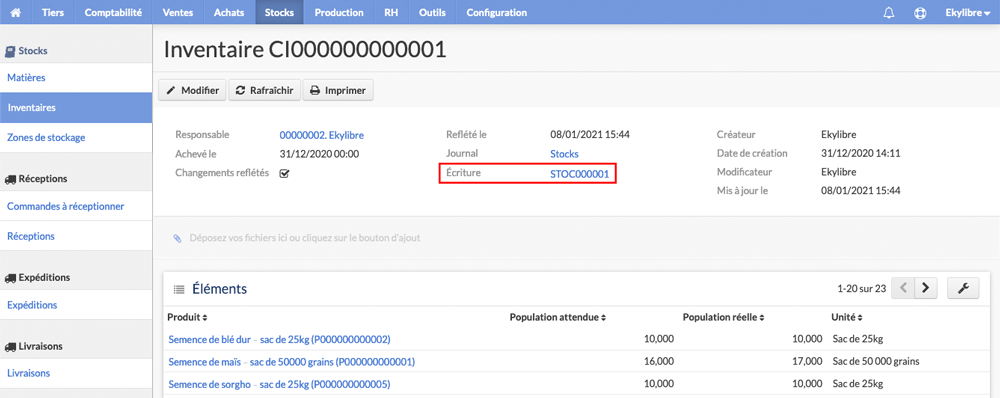 Tiers Comptabilité Ventes Achats Stocks Production RH Outils Configuration Ekylibre
Stocks
Matières
Inventaires
Zones de stockage
Réceptions
Commandes à réceptionner
Réceptions
Expéditions
Expéditions
Livraisons
Livraisons
Inventaire CI000000000001
Modifier Rafraîchir Imprimer
Responsable 00000002. Ekylibre Reflété le 08/01/2021 15:44 Créateur Ekylibre
Achevé le 31/12/2020 00:00 Journal Stocks Date de création 31/12/2020 14:11
Changements reflétés Écriture STOC000001 Modificateur Ekylibre
Mis à jour le 08/01/2021 15:44
Déposez vos fichiers ici ou cliquez sur le bouton d'ajout
Éléments 1-20 sur 23
Produit Population attendue Population réelle Unité
Semence de blé dur – sac de 25kg (P000000000002) 10,000 10,000 Sac de 25kg
Semence de maïs – sac de 50000 grains (P000000000001) 16,000 17,000 Sac de 50 000 grains
Semence de sorgho – sac de 25kg (P000000000005) 10,000 10,000 Sac de 25kg